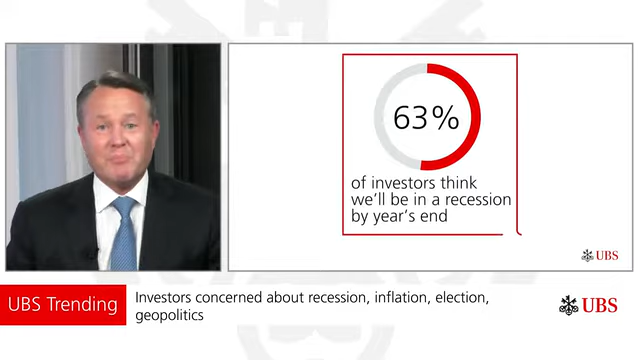 63%
of investors think
we'll be in a recession
by year's end
UBS
UBS Trending
Investors concerned about recession, inflation, election,
geopolitics
UBS